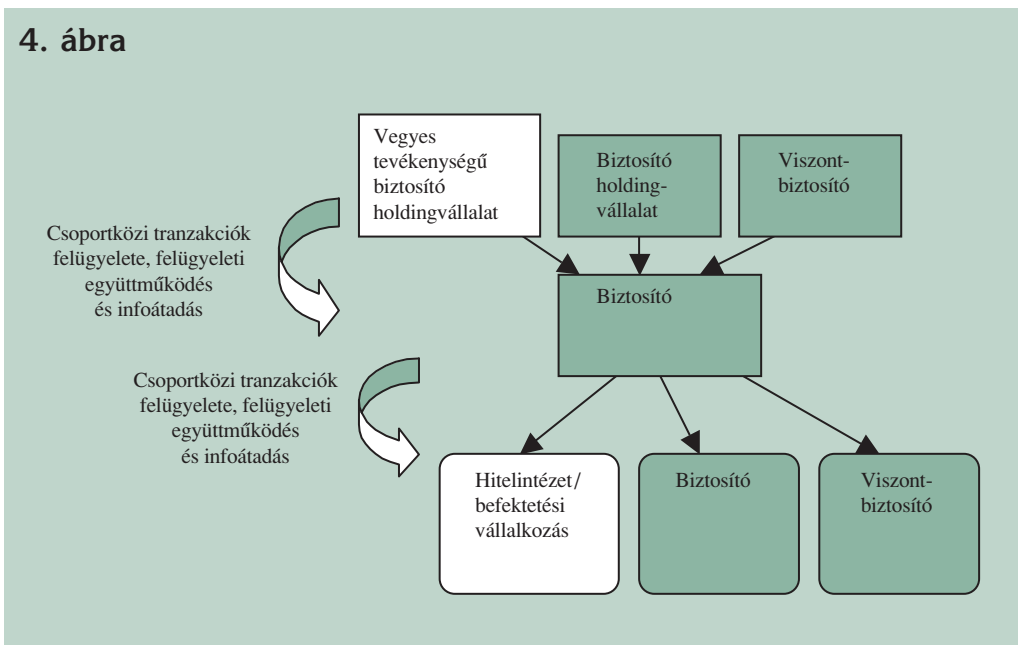 4. ábra
Vegyes
tevékenységű
biztosító
holdingvállalat
Biztosító
holding-
vállalat
Viszont-
biztosító
Csoportközi tranzakciók
felügyelete, felügyeleti
együttműködés
és infoátadás
Biztosító
Csoportközi tranzakciók
felügyelete, felügyeleti
együttműködés
és infoátadás
Hitelintézet/
befektetési
vállalkozás
Biztosító
Viszont-
biztosító